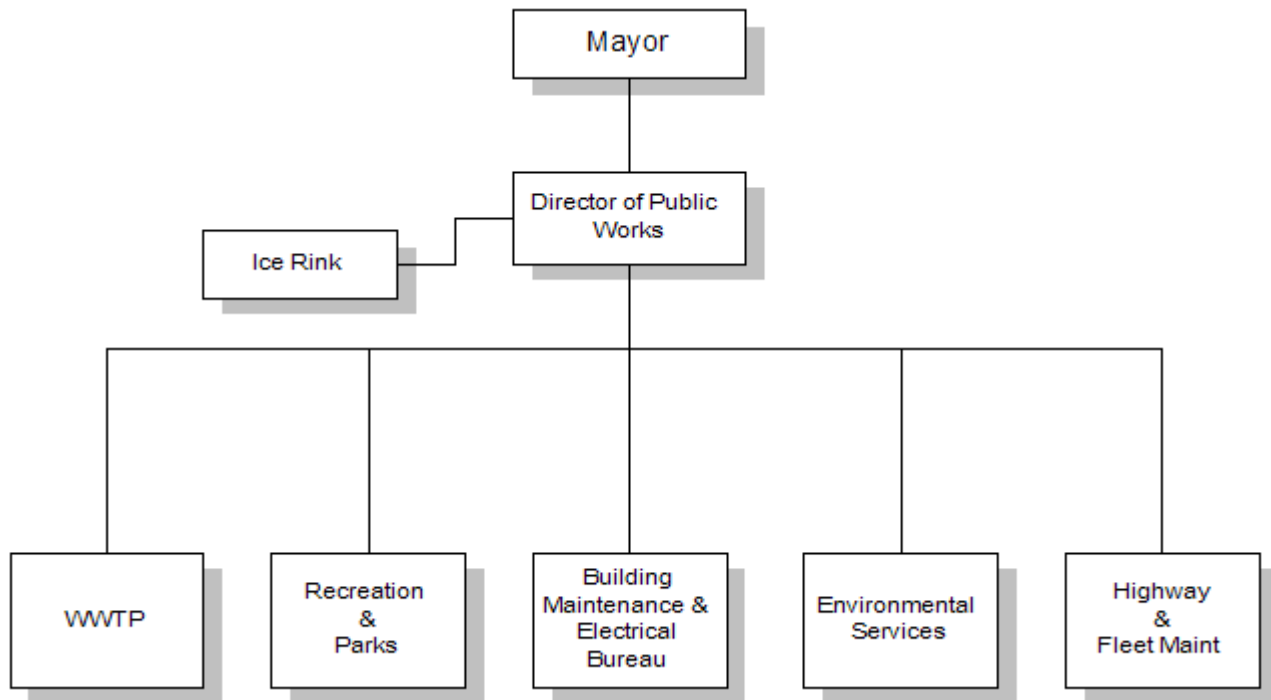 Mayor
Director of Public
Works
Ice Rink
WWTP
Recreation
&
Parks
Building
Maintenance &
Electrical
Bureau
Environmental
Services
Highway
&
Fleet Maint